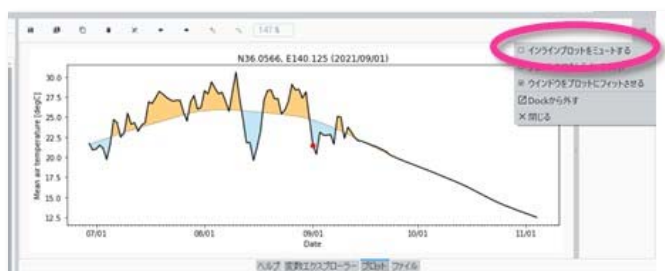 147 %
インラインプロットをミュートする
ウインドウをプロットにフィットさせる
Dockから外す
閉じる
N36.0566, E140.125 (2021/09/01)
Mean air temperature [degC]
30.0
27.5
25.0
22.5
20.0
17.5
15.0
12.5
07/01
08/01
09/01
10/01
11/01
Date
ヘルプ 変数エクスプローラー プロット ファイル